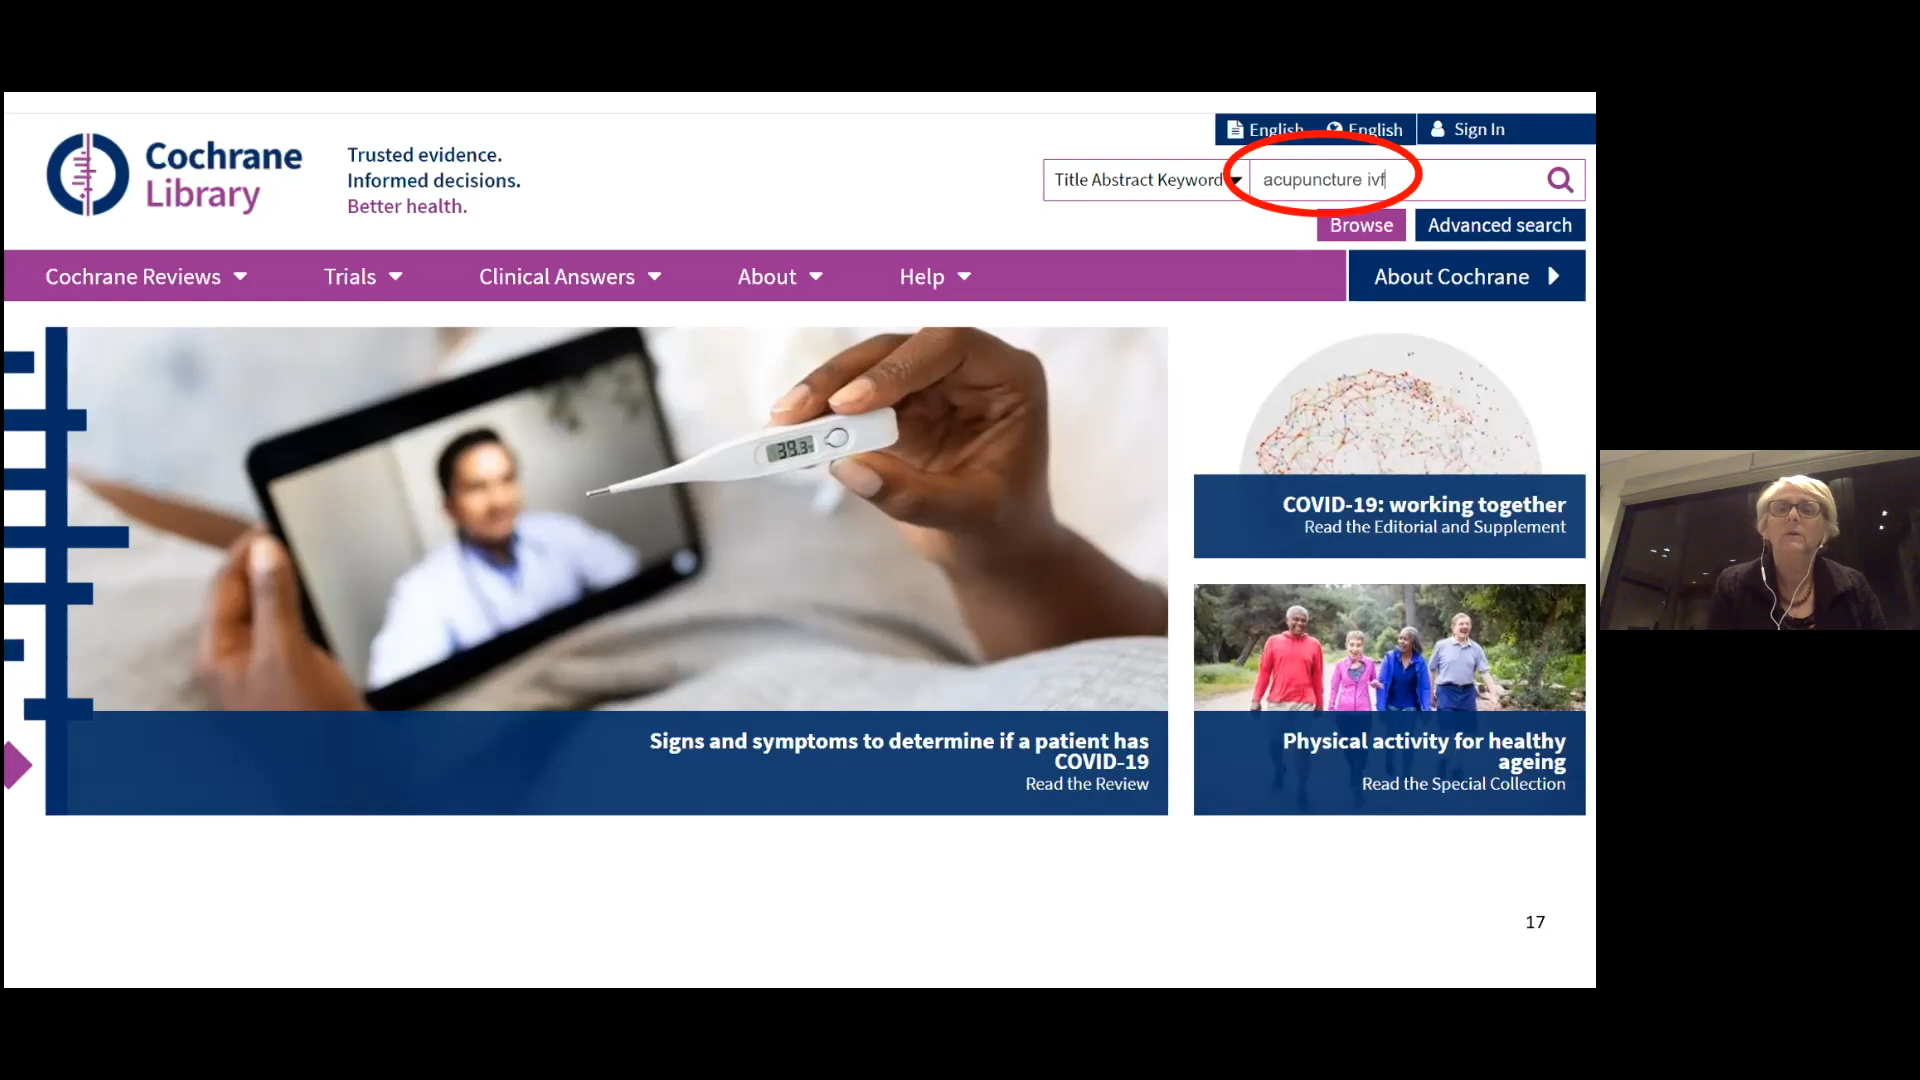 English English Sign In
Cochrane
Library
Trusted evidence.
Informed decisions.
Better health.
Title Abstract Keyword acupuncture ivf
Browse Advanced search
Cochrane Reviews Trials Clinical Answers About Help About Cochrane
39.3
COVID-19: working together
Read the Editorial and Supplement
Signs and symptoms to determine if a patient has
COVID-19
Read the Review
Physical activity for healthy
ageing
Read the Special Collection
17